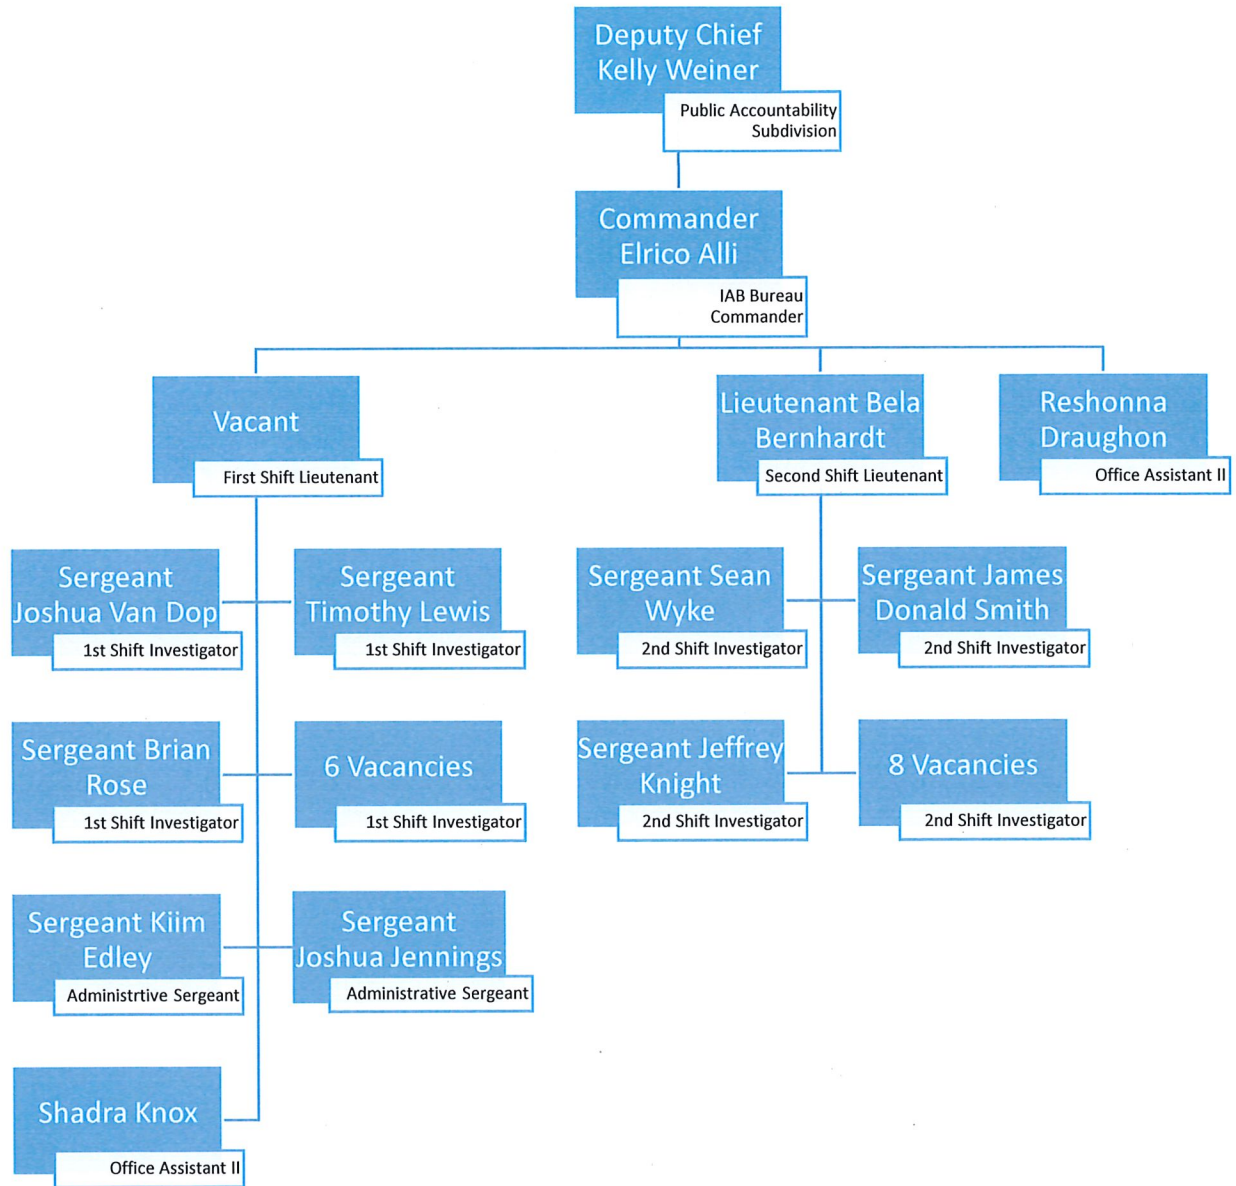 Deputy Chief
Kelly Weiner
Public Accountability
Subdivision
Commander
Elrico Alli
IAB Bureau
Commander
Vacant
First Shift Lieutenant
Lieutenant Bela
Bernhardt
Second Shift Lieutenant
Reshonna
Draughon
Office Assistant II
Sergeant
Joshua Van Dop
1st Shift Investigator
Sergeant
Timothy Lewis
1st Shift Investigator
Sergeant Sean
Wyke
2nd Shift Investigator
Sergeant James
Donald Smith
2nd Shift Investigator
Sergeant Brian
Rose
1st Shift Investigator
6 Vacancies
1st Shift Investigator
Sergeant Jeffrey
Knight
2nd Shift Investigator
8 Vacancies
2nd Shift Investigator
Sergeant Kiim
Edley
Administrtive Sergeant
Sergeant
Joshua Jennings
Administrative Sergeant
Shadra Knox
Office Assistant II